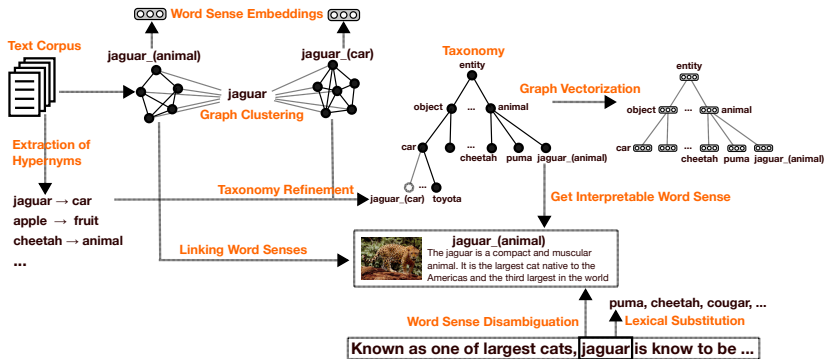 Word Sense Embeddings
Text Corpus
jaguar_(animal)
jaguar_(car)
jaguar
Graph Clustering
Taxonomy
entity
object
...
animal
car
...
cheetah
puma
jaguar_(animal)
jaguar_(car)
...
toyota
Graph Vectorization
entity
object
...
animal
car
...
cheetah
puma
jaguar_(animal)
Extraction of
Hypernyms
jaguar → car
apple → fruit
cheetah → animal
...
Taxonomy Refinement
Get Interpretable Word Sense
Linking Word Senses
jaguar_(animal)
The jaguar is a compact and muscular
animal. It is the largest cat native to the
Americas and the third largest in the world
puma, cheetah, cougar, ...
Word Sense Disambiguation
Lexical Substitution
Known as one of largest cats, jaguar is know to be ...